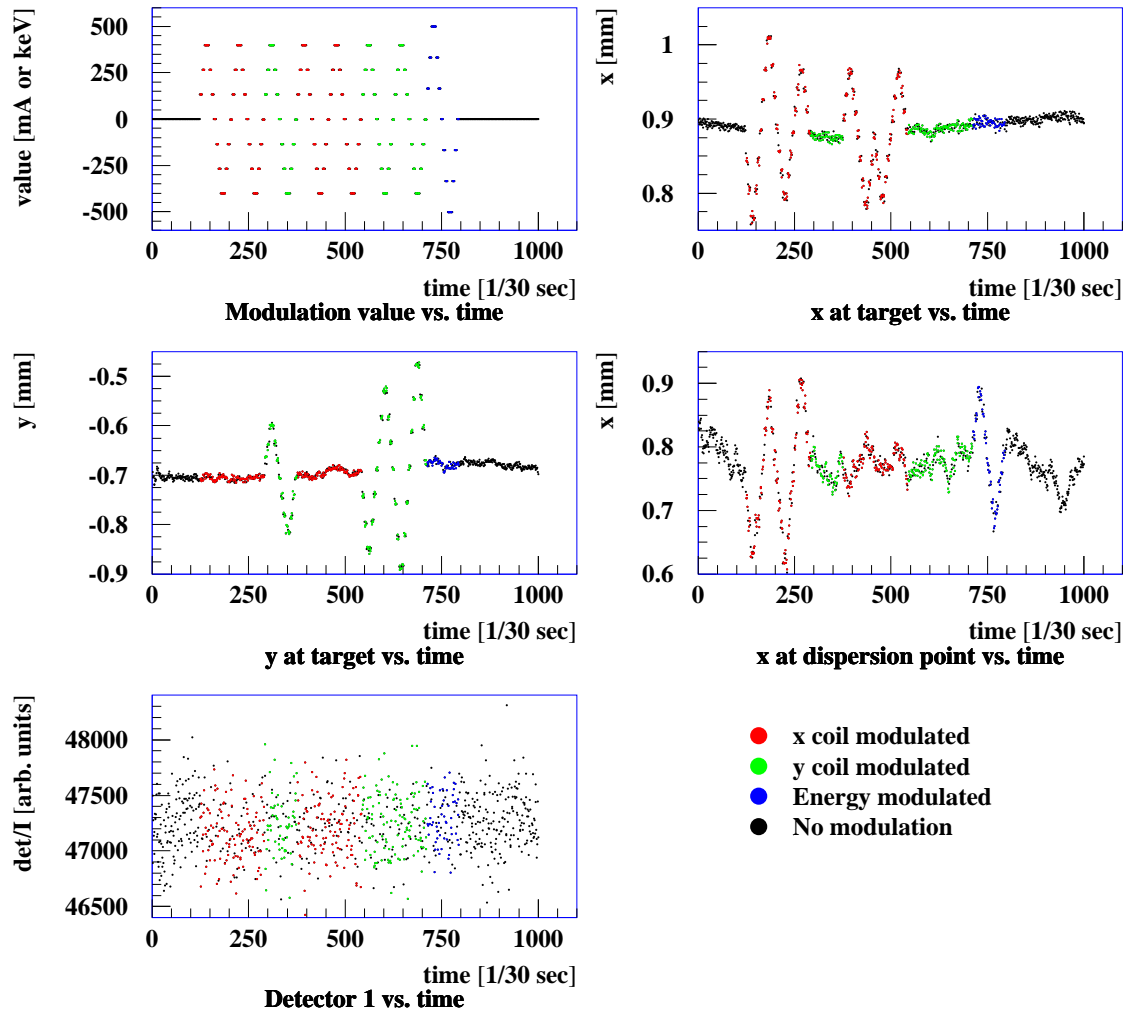 value [mA or keV]
500
250
0
-250
-500
0 250 500 750 1000
time [1/30 sec]
Modulation value vs. time
x [mm]
1
0.9
0.8
0 250 500 750 1000
time [1/30 sec]
x at target vs. time
y [mm]
-0.5
-0.6
-0.7
-0.8
-0.9
0 250 500 750 1000
time [1/30 sec]
y at target vs. time
x [mm]
0.9
0.8
0.7
0.6
0 250 500 750 1000
time [1/30 sec]
x at dispersion point vs. time
det/I [arb. units]
48000
47500
47000
46500
0 250 500 750 1000
time [1/30 sec]
Detector 1 vs. time
x coil modulated
y coil modulated
Energy modulated
No modulation